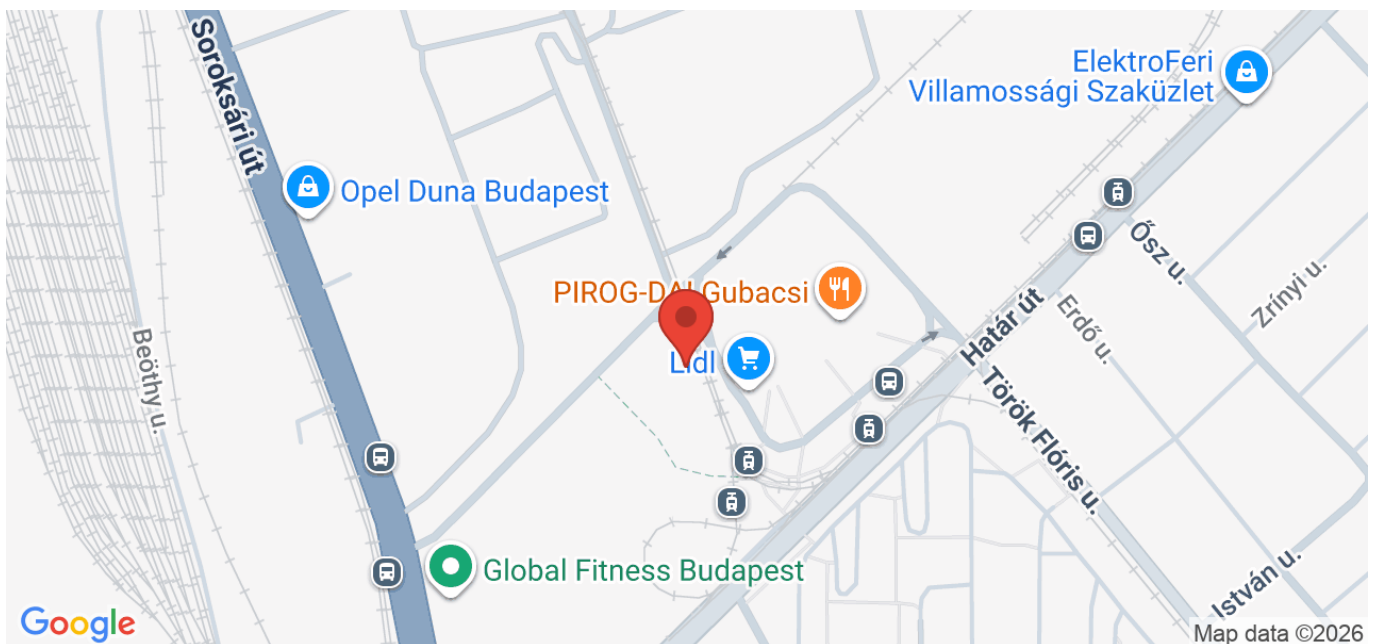 Soroksári út
ElektroFeri
Villamossági Szaküzlet
Opel Duna Budapest
Ősz u.
Zrínyi u.
PIROG-DAL Gubacsi
Határ út
Erdő u.
Beöthy u.
Lidl
Török Flóris u.
Global Fitness Budapest
István u.
Google
Map data ©2026